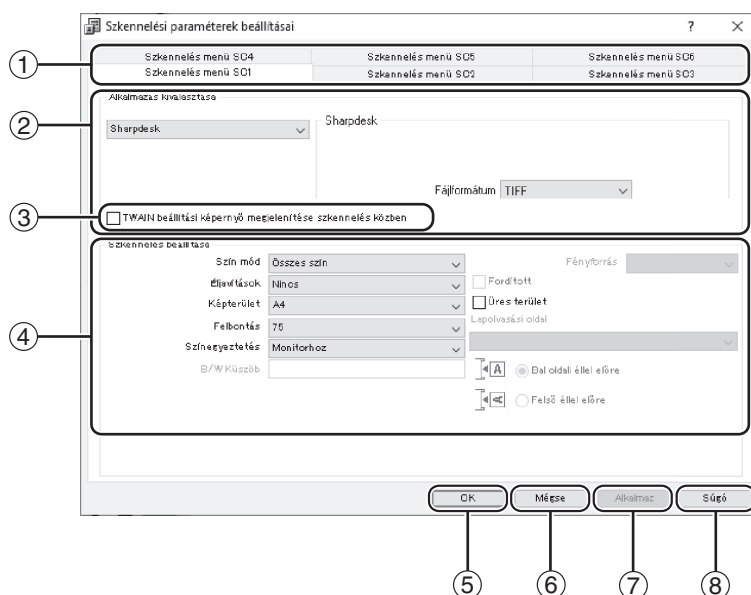 Szkennelési paraméterek beállításai
? ×
Szkennelés menü SC4 Szkennelés menü SC5 Szkennelés menü SC6
Szkennelés menü SC1 Szkennelés menü SC2 Szkennelés menü SC3
①
Alkalmazás kiválasztása
②
Sharpdesk
Sharpdesk
Fájlformátum TIFF
③
TWAIN beállítási képernyő megjelenítése szkennelés közben
Szkennelés beállítása
④
Szín mód Összes szín
Éljavítások Nincs
Képterület A4
Felbontás 75
Színegyeztetés Monitorhoz
B/W Küszöb
Fényforrás
Fordított
Üres terület
Lapolvasási oldal
A Bal oldali éllel előre
A Felső éllel előre
OK Mégse Alkalmaz Súgó
⑤ ⑥ ⑦ ⑧